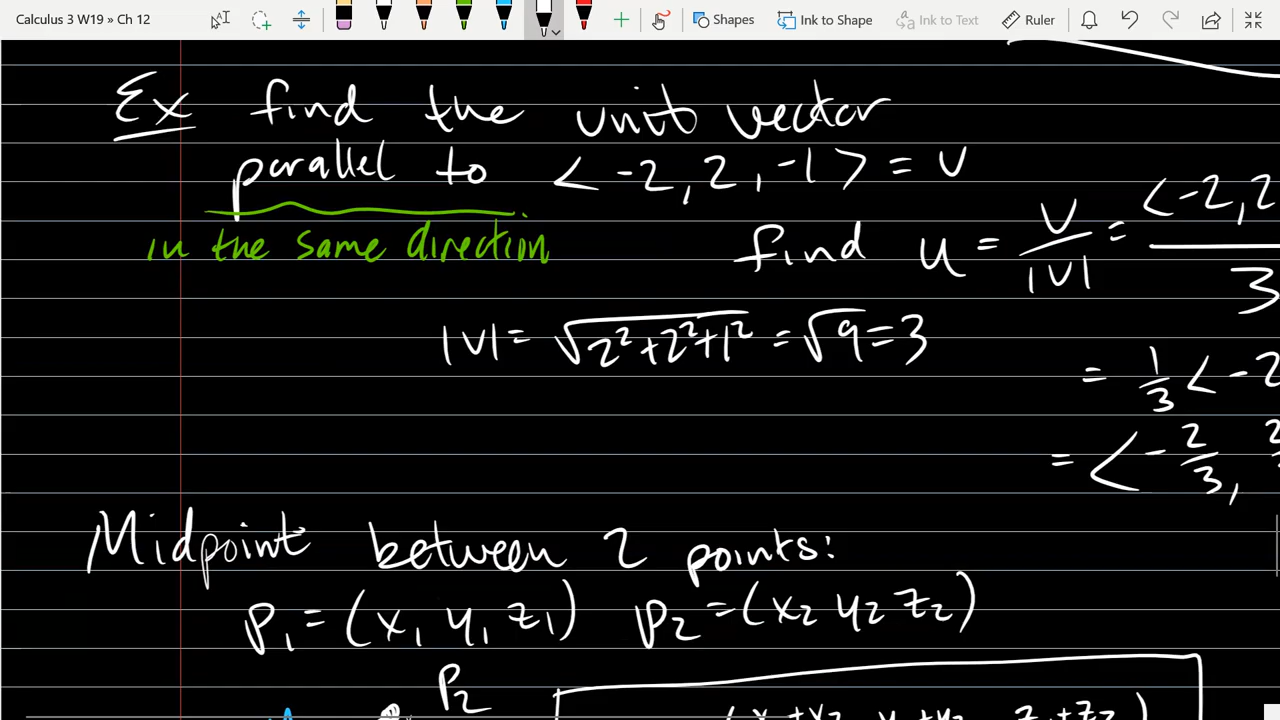 Calculus 3 W19 » Ch 12
Shapes Ink to Shape Ink to Text Ruler
Ex find the unit vector
parallel to < -2, 2, -1 > = v
in the same direction
find u = v/|v| = <-2, 2
3
|v| = √2²+2²+1² = √9 = 3
= 1/3 < -2
= < -2/3, 2
Midpoint between 2 points:
P₁ = (x₁ y₁ z₁) P₂ = (x₂ y₂ z₂)
P₂